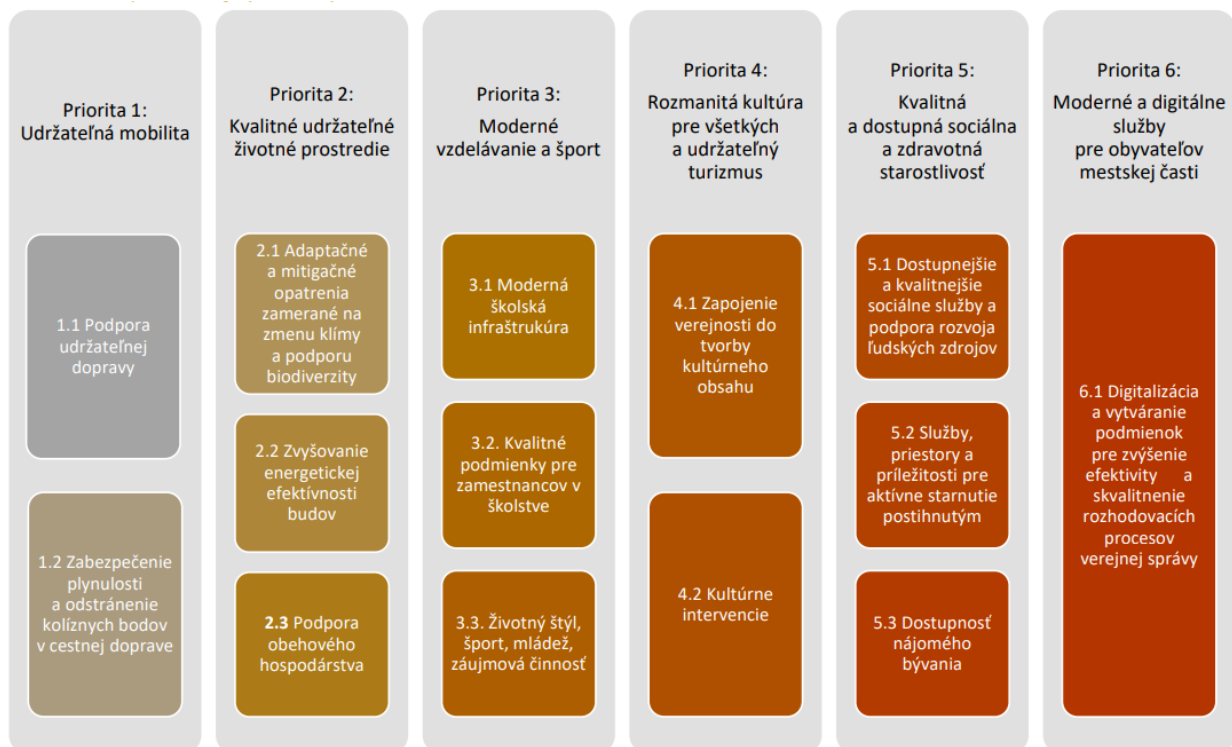 Priorita 1:
Udržateľná mobilita
1.1 Podpora
udržateľnej
dopravy
1.2 Zabezpečenie
plynulosti
a odstránenie
kolíznych bodov
v cestnej doprave
Priorita 2:
Kvalitné udržateľné
životné prostredie
2.1 Adaptačné
a mitigačné
opatrenia
zamerané na
zmenu klímy
a podporu
biodiverzity
2.2 Zvyšovanie
energetickej
efektívnosti
budov
2.3 Podpora
obehového
hospodárstva
Priorita 3:
Moderné
vzdelávanie a šport
3.1 Moderná
školská
infraštrukúra
3.2. Kvalitné
podmienky pre
zamestnancov v
školstve
3.3. Životný štýl,
šport, mládež,
záujmová činnosť
Priorita 4:
Rozmanitá kultúra
pre všetkých
a udržateľný
turizmus
4.1 Zapojenie
verejnosti do
tvorby
kultúrneho
obsahu
4.2 Kultúrne
intervencie
Priorita 5:
Kvalitná
a dostupná sociálna
a zdravotná
starostlivosť
5.1 Dostupnejšie
a kvalitnejšie
sociálne služby a
podpora rozvoja
ľudských zdrojov
5.2 Služby,
priestory a
príležitosti pre
aktívne starnutie
postihnutým
5.3 Dostupnosť
nájomého
bývania
Priorita 6:
Moderné a digitálne
služby
pre obyvateľov
mestskej časti
6.1 Digitalizácia
a vytváranie
podmienok
pre zvýšenie
efektivity a
skvalitnenie
rozhodovacích
procesov
verejnej správy